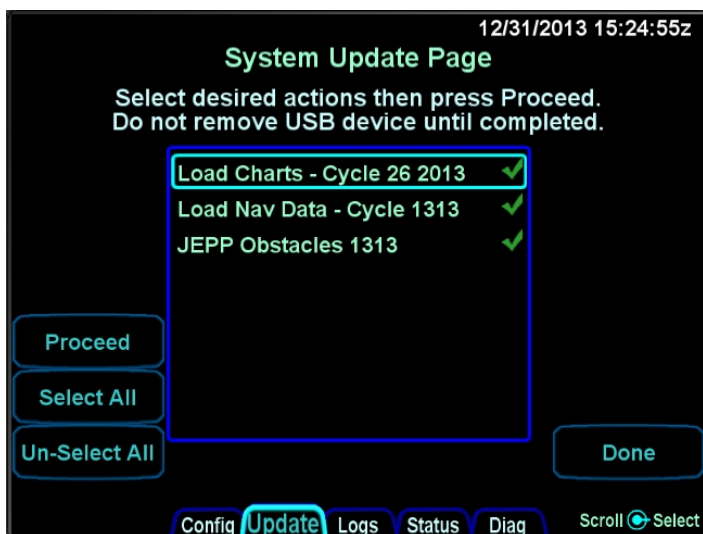 12/31/2013 15:24:55z
System Update Page
Select desired actions then press Proceed.
Do not remove USB device until completed.
Load Charts - Cycle 26 2013
Load Nav Data - Cycle 1313
JEPP Obstacles 1313
Proceed
Select All
Un-Select All
Done
Config Update Logs Status Diag
Scroll Select